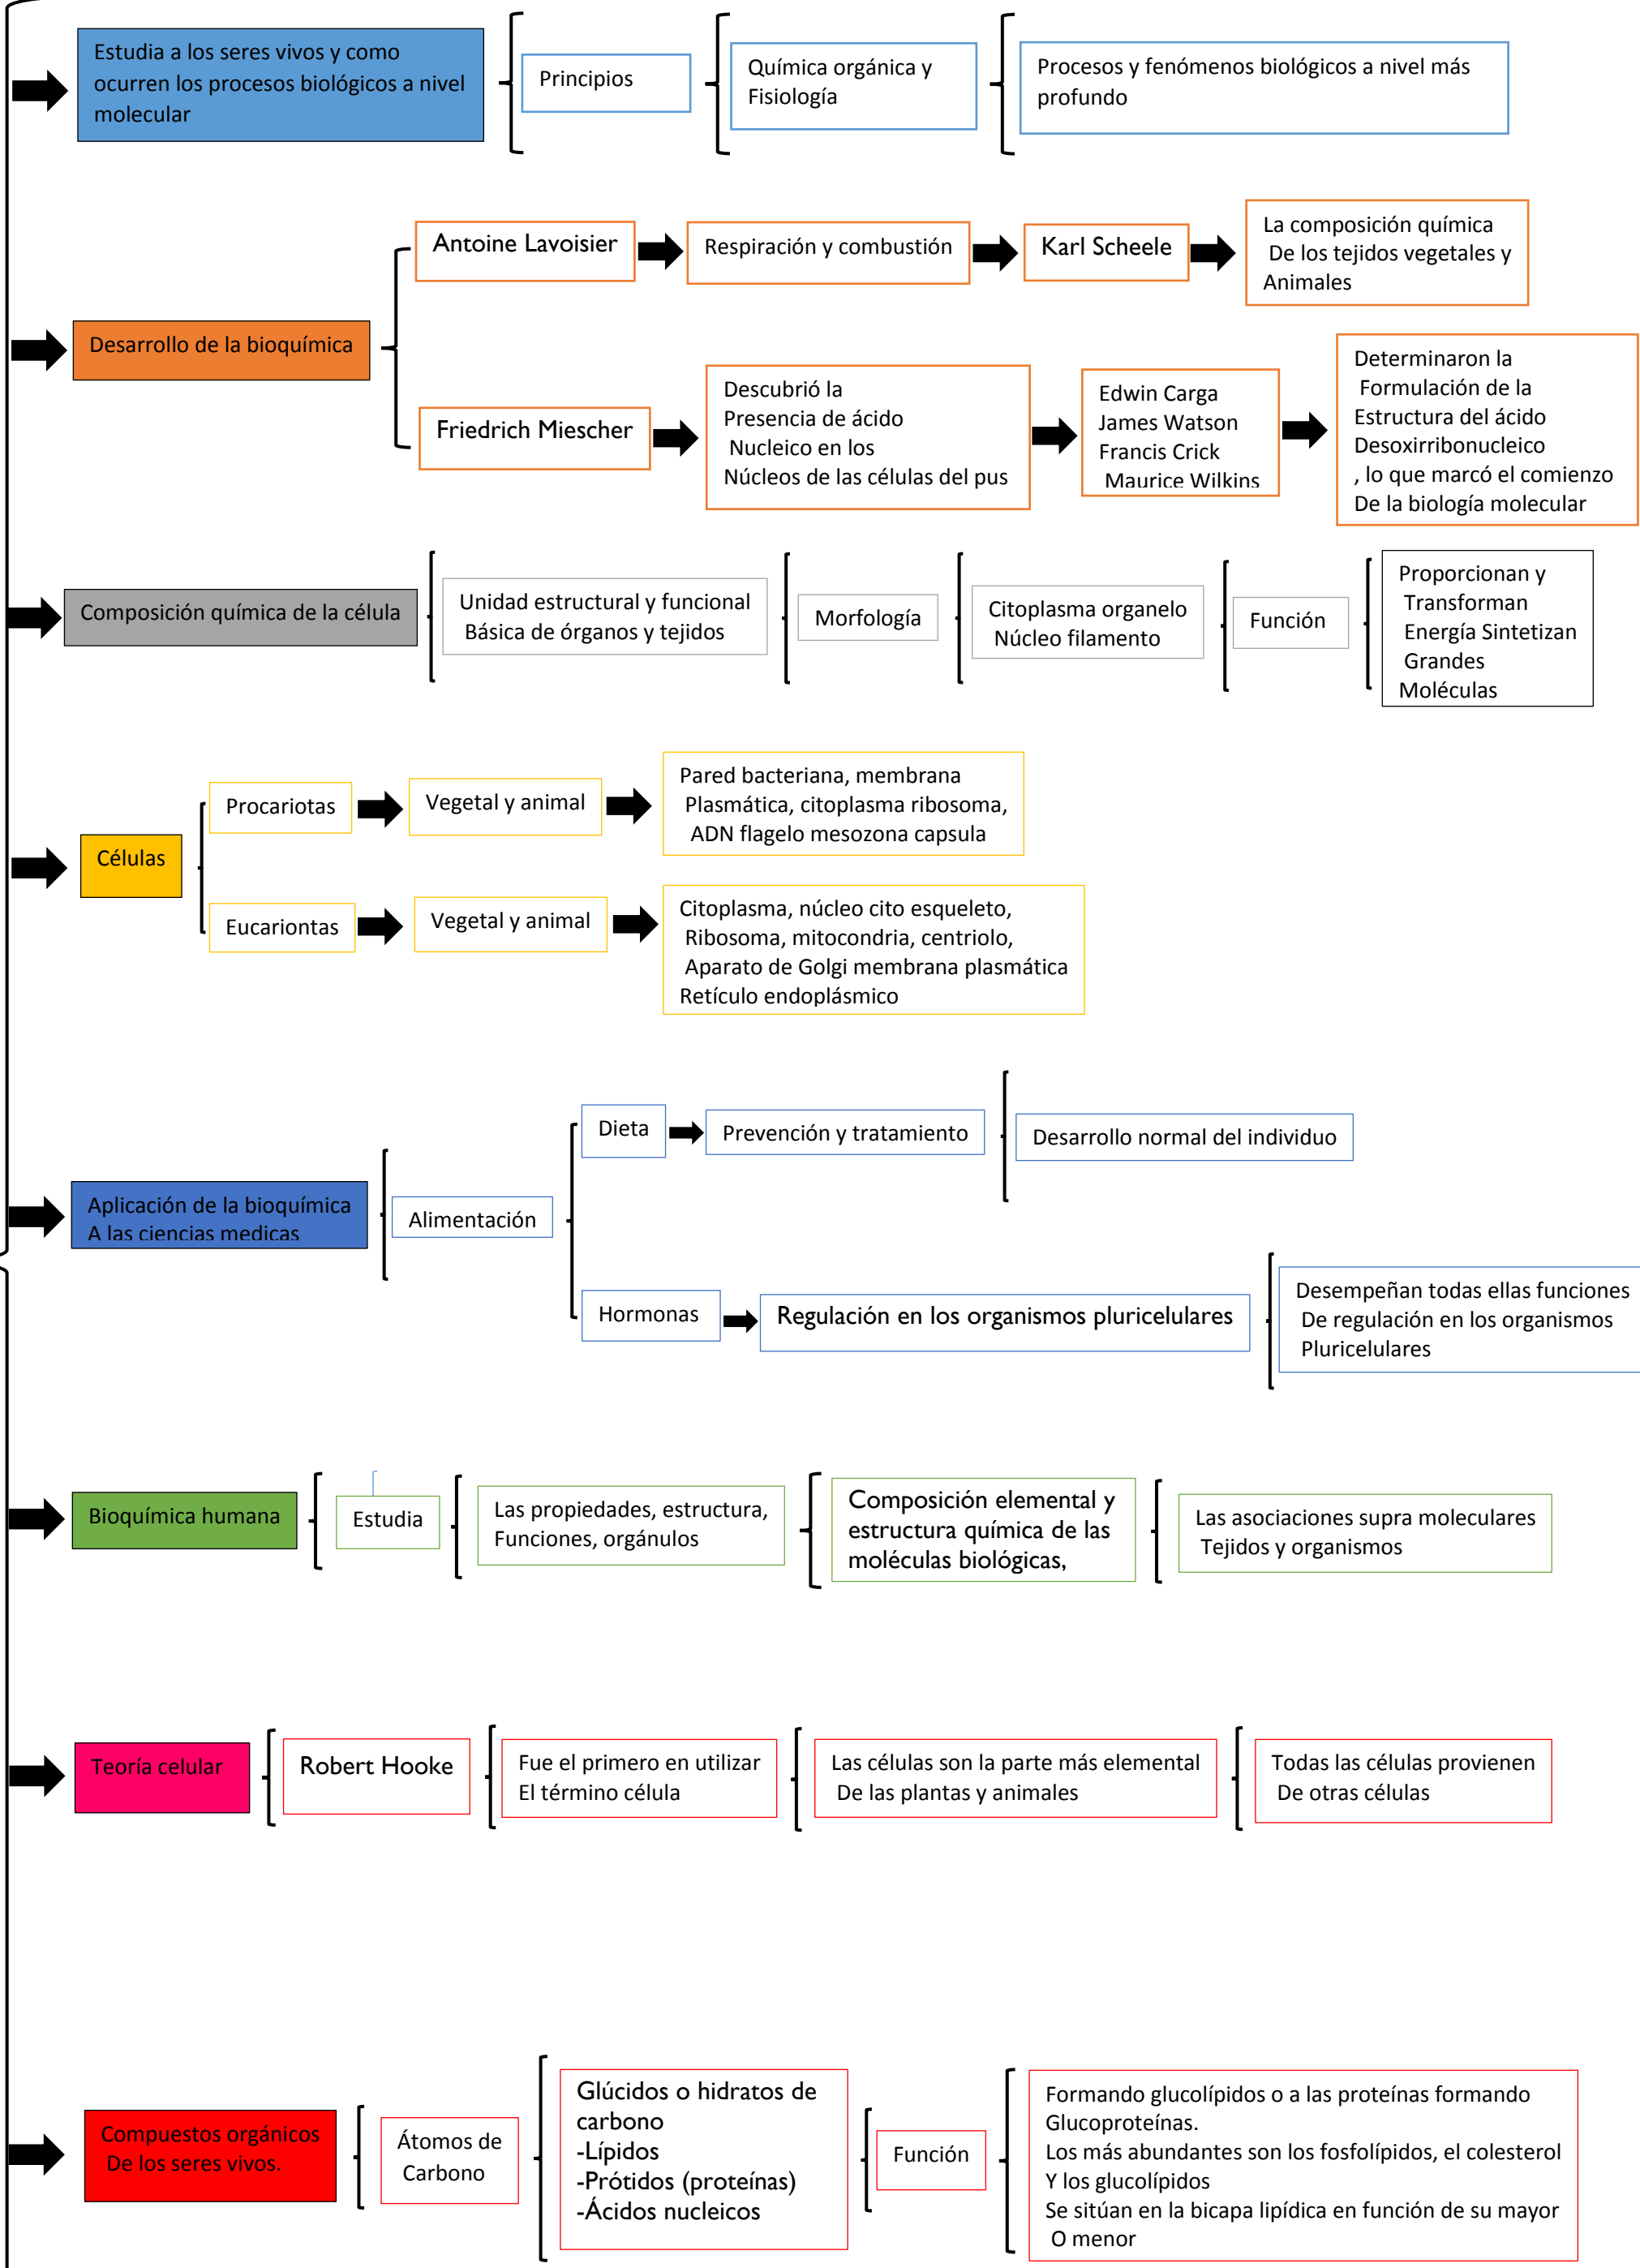 Estudia a los seres vivos y como
ocurren los procesos biológicos a nivel
molecular
Principios
Química orgánica y
Fisiología
Procesos y fenómenos biológicos a nivel más
profundo
Desarrollo de la bioquímica
Antoine Lavoisier
Respiración y combustión
Karl Scheele
La composición química
De los tejidos vegetales y
Animales
Friedrich Miescher
Descubrió la
Presencia de ácido
Nucleico en los
Núcleos de las células del pus
Edwin Carga
James Watson
Francis Crick
Maurice Wilkins
Determinaron la
Formulación de la
Estructura del ácido
Desoxirribonucleico
, lo que marcó el comienzo
De la biología molecular
Composición química de la célula
Unidad estructural y funcional
Básica de órganos y tejidos
Morfología
Citoplasma organelo
Núcleo filamento
Función
Proporcionan y
Transforman
Energía Sintetizan
Grandes
Moléculas
Células
Procariotas
Vegetal y animal
Pared bacteriana, membrana
Plasmática, citoplasma ribosoma,
ADN flagelo mesozona capsula
Eucariontas
Vegetal y animal
Citoplasma, núcleo cito esqueleto,
Ribosoma, mitocondria, centriolo,
Aparato de Golgi membrana plasmática
Retículo endoplásmico
Aplicación de la bioquímica
A las ciencias medicas
Alimentación
Dieta
Prevención y tratamiento
Desarrollo normal del individuo
Hormonas
Regulación en los organismos pluricelulares
Desempeñan todas ellas funciones
De regulación en los organismos
Pluricelulares
Bioquímica humana
Estudia
Las propiedades, estructura,
Funciones, orgánulos
Composición elemental y
estructura química de las
moléculas biológicas,
Las asociaciones supra moleculares
Tejidos y organismos
Teoría celular
Robert Hooke
Fue el primero en utilizar
El término célula
Las células son la parte más elemental
De las plantas y animales
Todas las células provienen
De otras células
Compuestos orgánicos
De los seres vivos.
Átomos de
Carbono
Glúcidos o hidratos de
carbono
-Lípidos
-Prótidos (proteínas)
-Ácidos nucleicos
Función
Formando glucolípidos o a las proteínas formando
Glucoproteínas.
Los más abundantes son los fosfolípidos, el colesterol
Y los glucolípidos
Se sitúan en la bicapa lipídica en función de su mayor
O menor